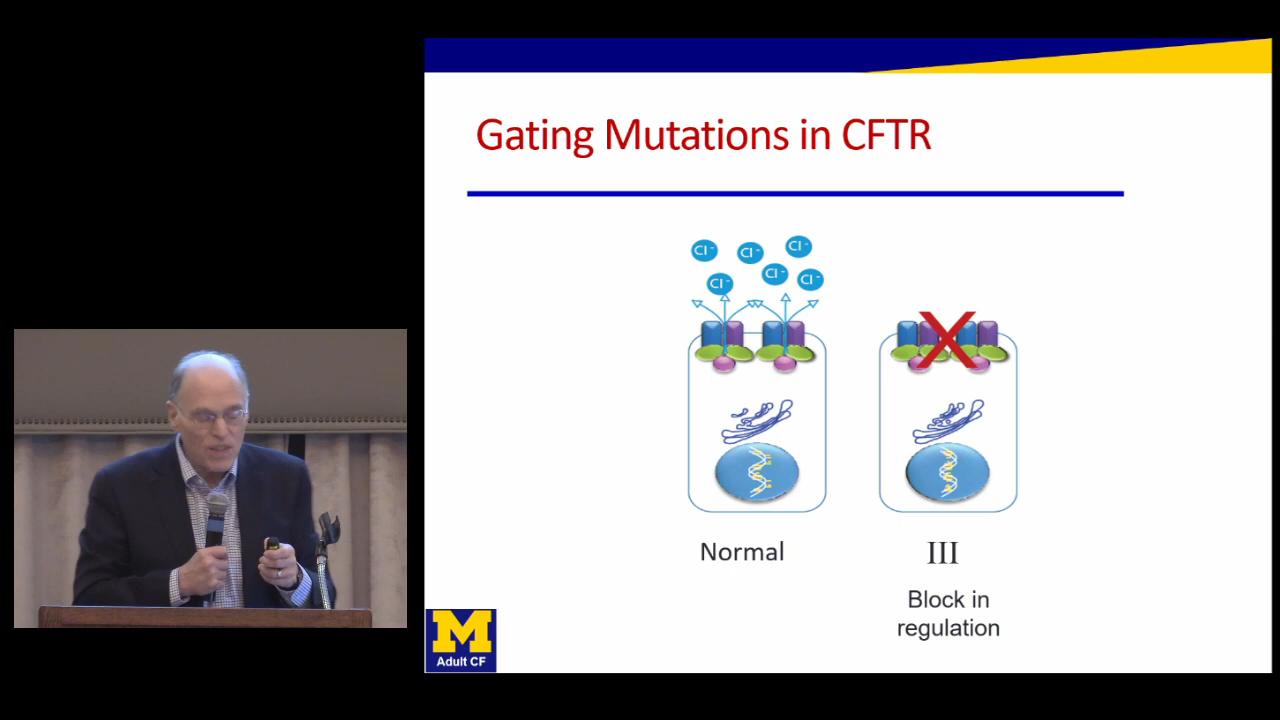 Gating Mutations in CFTR
Cl⁻
Cl⁻
Cl⁻
Cl⁻
Cl⁻
Cl⁻
Normal
III
Block in
regulation
M
Adult CF